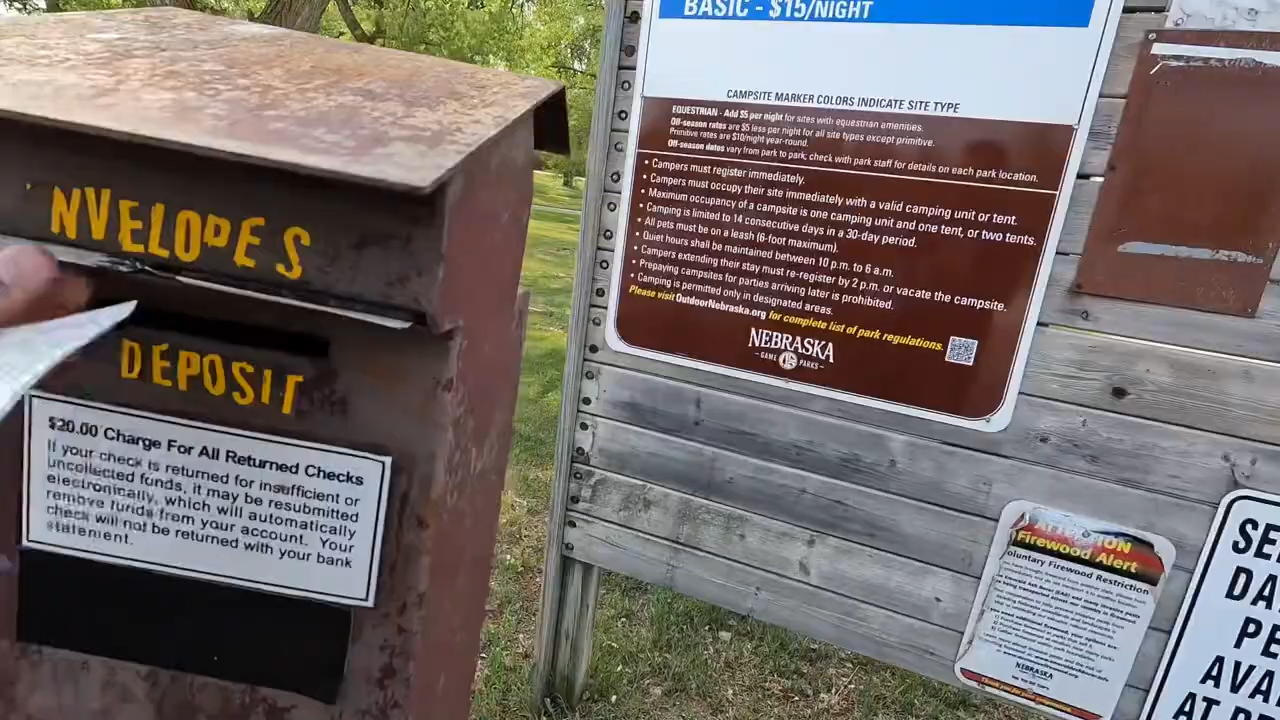 NVELOPES
DEPOSIT
$20.00 Charge For All Returned Checks
If your check is returned for insufficient or
uncollected funds, it may be resubmitted
electronically, which will automatically
remove funds from your account. Your
check will not be returned with your bank
statement.
BASIC - $15/NIGHT
CAMPSITE MARKER COLORS INDICATE SITE TYPE
EQUESTRIAN - Add $5 per night for sites with equestrian amenities.
Off-season rates are $5 less per night for all site types except primitive.
Primitive rates are $10/night year-round.
Off-season dates vary from park to park; check with park staff for details on each park location.
• Campers must register immediately.
• Campers must occupy their site immediately with a valid camping unit or tent.
• Maximum occupancy of a campsite is one camping unit and one tent, or two tents.
• Camping is limited to 14 consecutive days in a 30-day period.
• All pets must be on a leash (6-foot maximum).
• Quiet hours shall be maintained between 10 p.m. to 6 a.m.
• Campers extending their stay must re-register by 2 p.m. or vacate the campsite.
• Prepaying campsites for parties arriving later is prohibited.
• Camping is permitted only in designated areas.
Please visit OutdoorNebraska.org for complete list of park regulations.
NEBRASKA
GAME PARKS
ATTENTION
Firewood Alert
oluntary Firewood Restriction
NEBRASKA
SE
DA
PE
AVA
AT